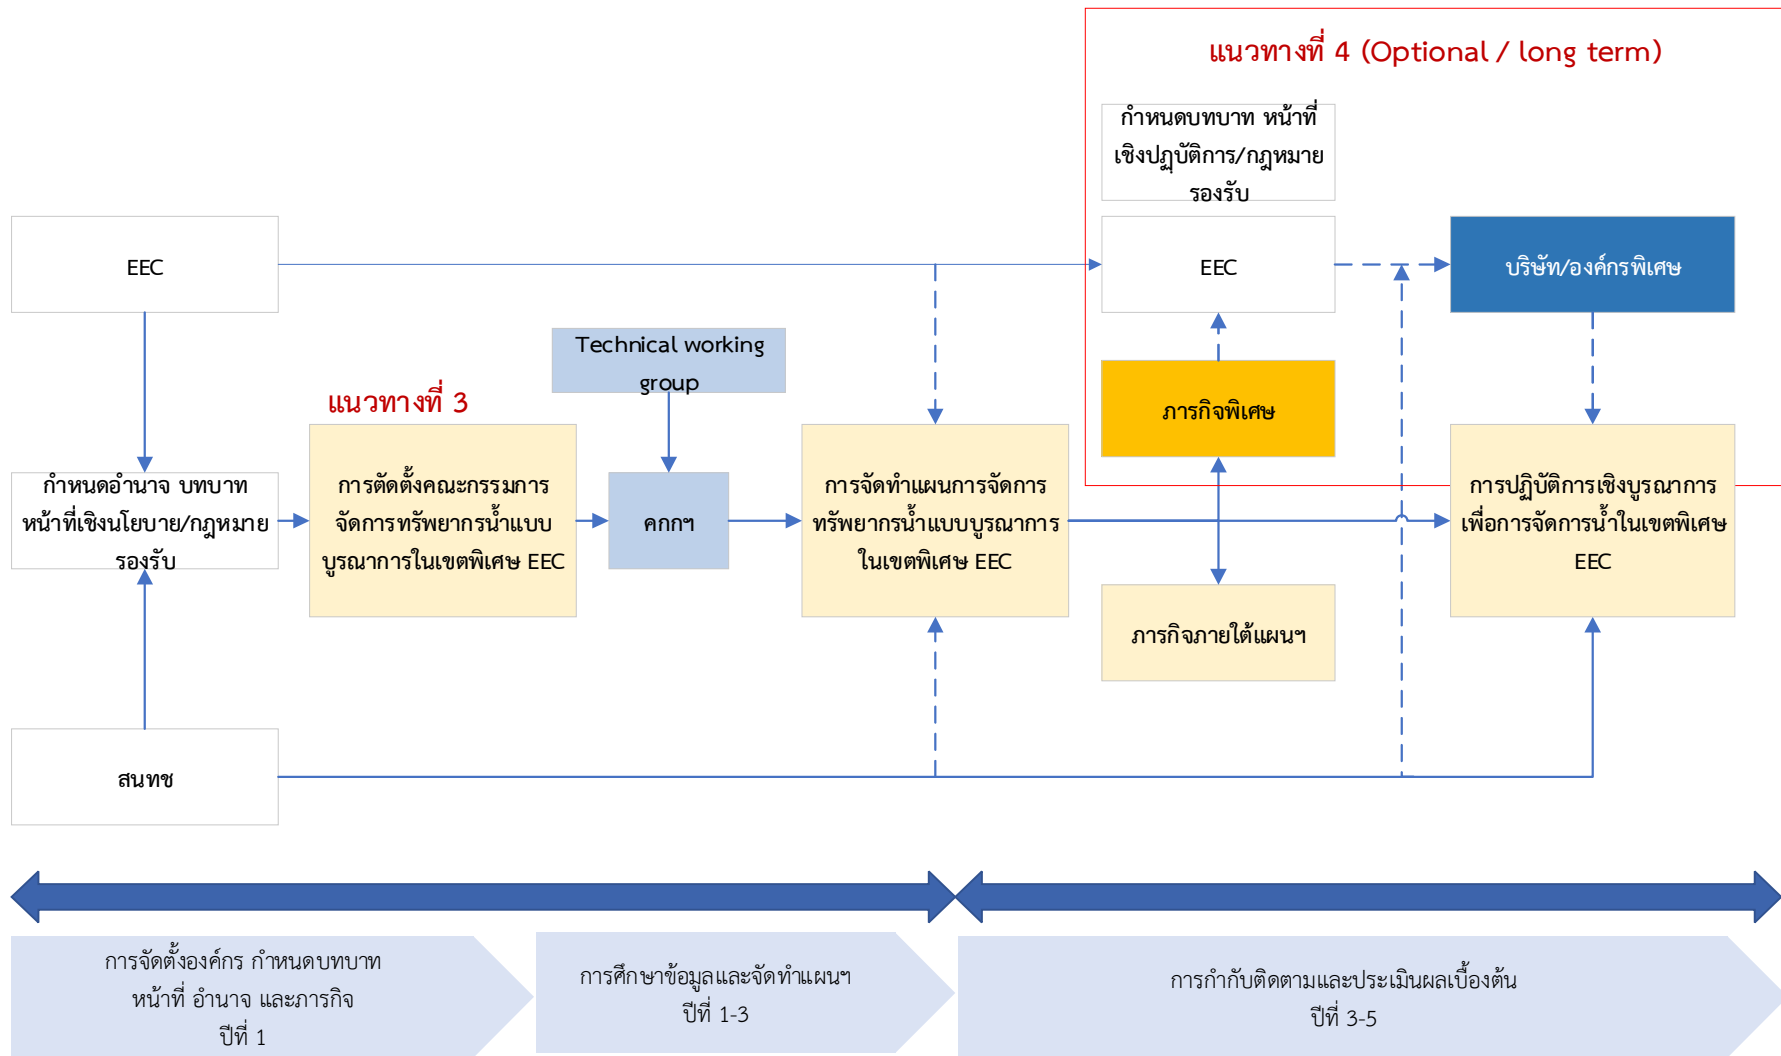 แนวทางที่ 4 (Optional / long term)
กำหนดบทบาท หน้าที่
เชิงปฏบัติการ/กฎหมาย
รองรับ
EEC
EEC
บริษัท/องค์กรพิเศษ
Technical working
group
ภารกิจพิเศษ
แนวทางที่ 3
กำหนดอำนาจ บทบาท
หน้าที่เชิงนโยบาย/กฎหมาย
รองรับ
การตัดตั้งคณะกรรมการ
จัดการทรัพยากรน้ำแบบ
บูรณาการในเขตพิเศษ EEC
คกกฯ
การจัดทำแผนการจัดการ
ทรัพยากรน้ำแบบบูรณาการ
ในเขตพิเศษ EEC
การปฏิบัติการเชิงบูรณาการ
เพื่อการจัดการน้ำในเขตพิเศษ
EEC
ภารกิจภายใต้แผนฯ
สนทช
การจัดตั้งองค์กร กำหนดบทบาท
หน้าที่ อำนาจ และภารกิจ
ปีที่ 1
การศึกษาข้อมูลและจัดทำแผนฯ
ปีที่ 1-3
การกำกับติดตามและประเมินผลเบื้องต้น
ปีที่ 3-5